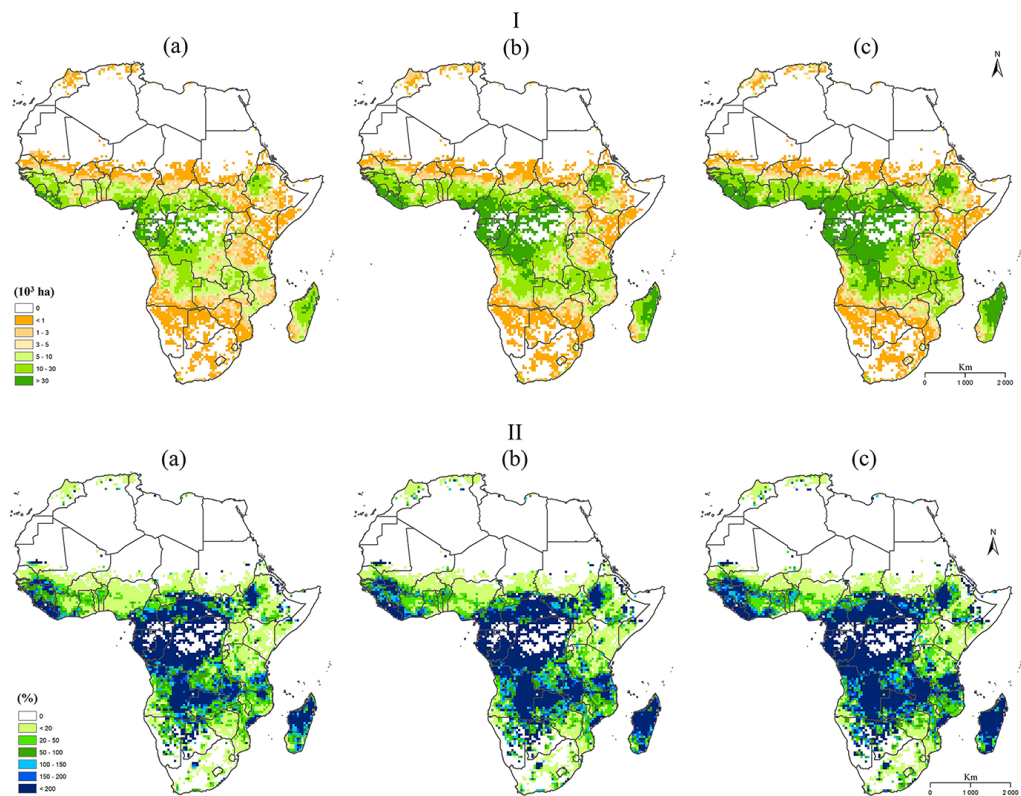 I
(a)
(b)
(c)
N
(10³ ha)
0
< 1
1 - 3
3 - 5
5 - 10
10 - 30
> 30
Km
0 1 000 2 000
II
(a)
(b)
(c)
N
(%)
0
< 20
20 - 50
50 - 100
100 - 150
150 - 200
< 200
Km
0 1 000 2 000